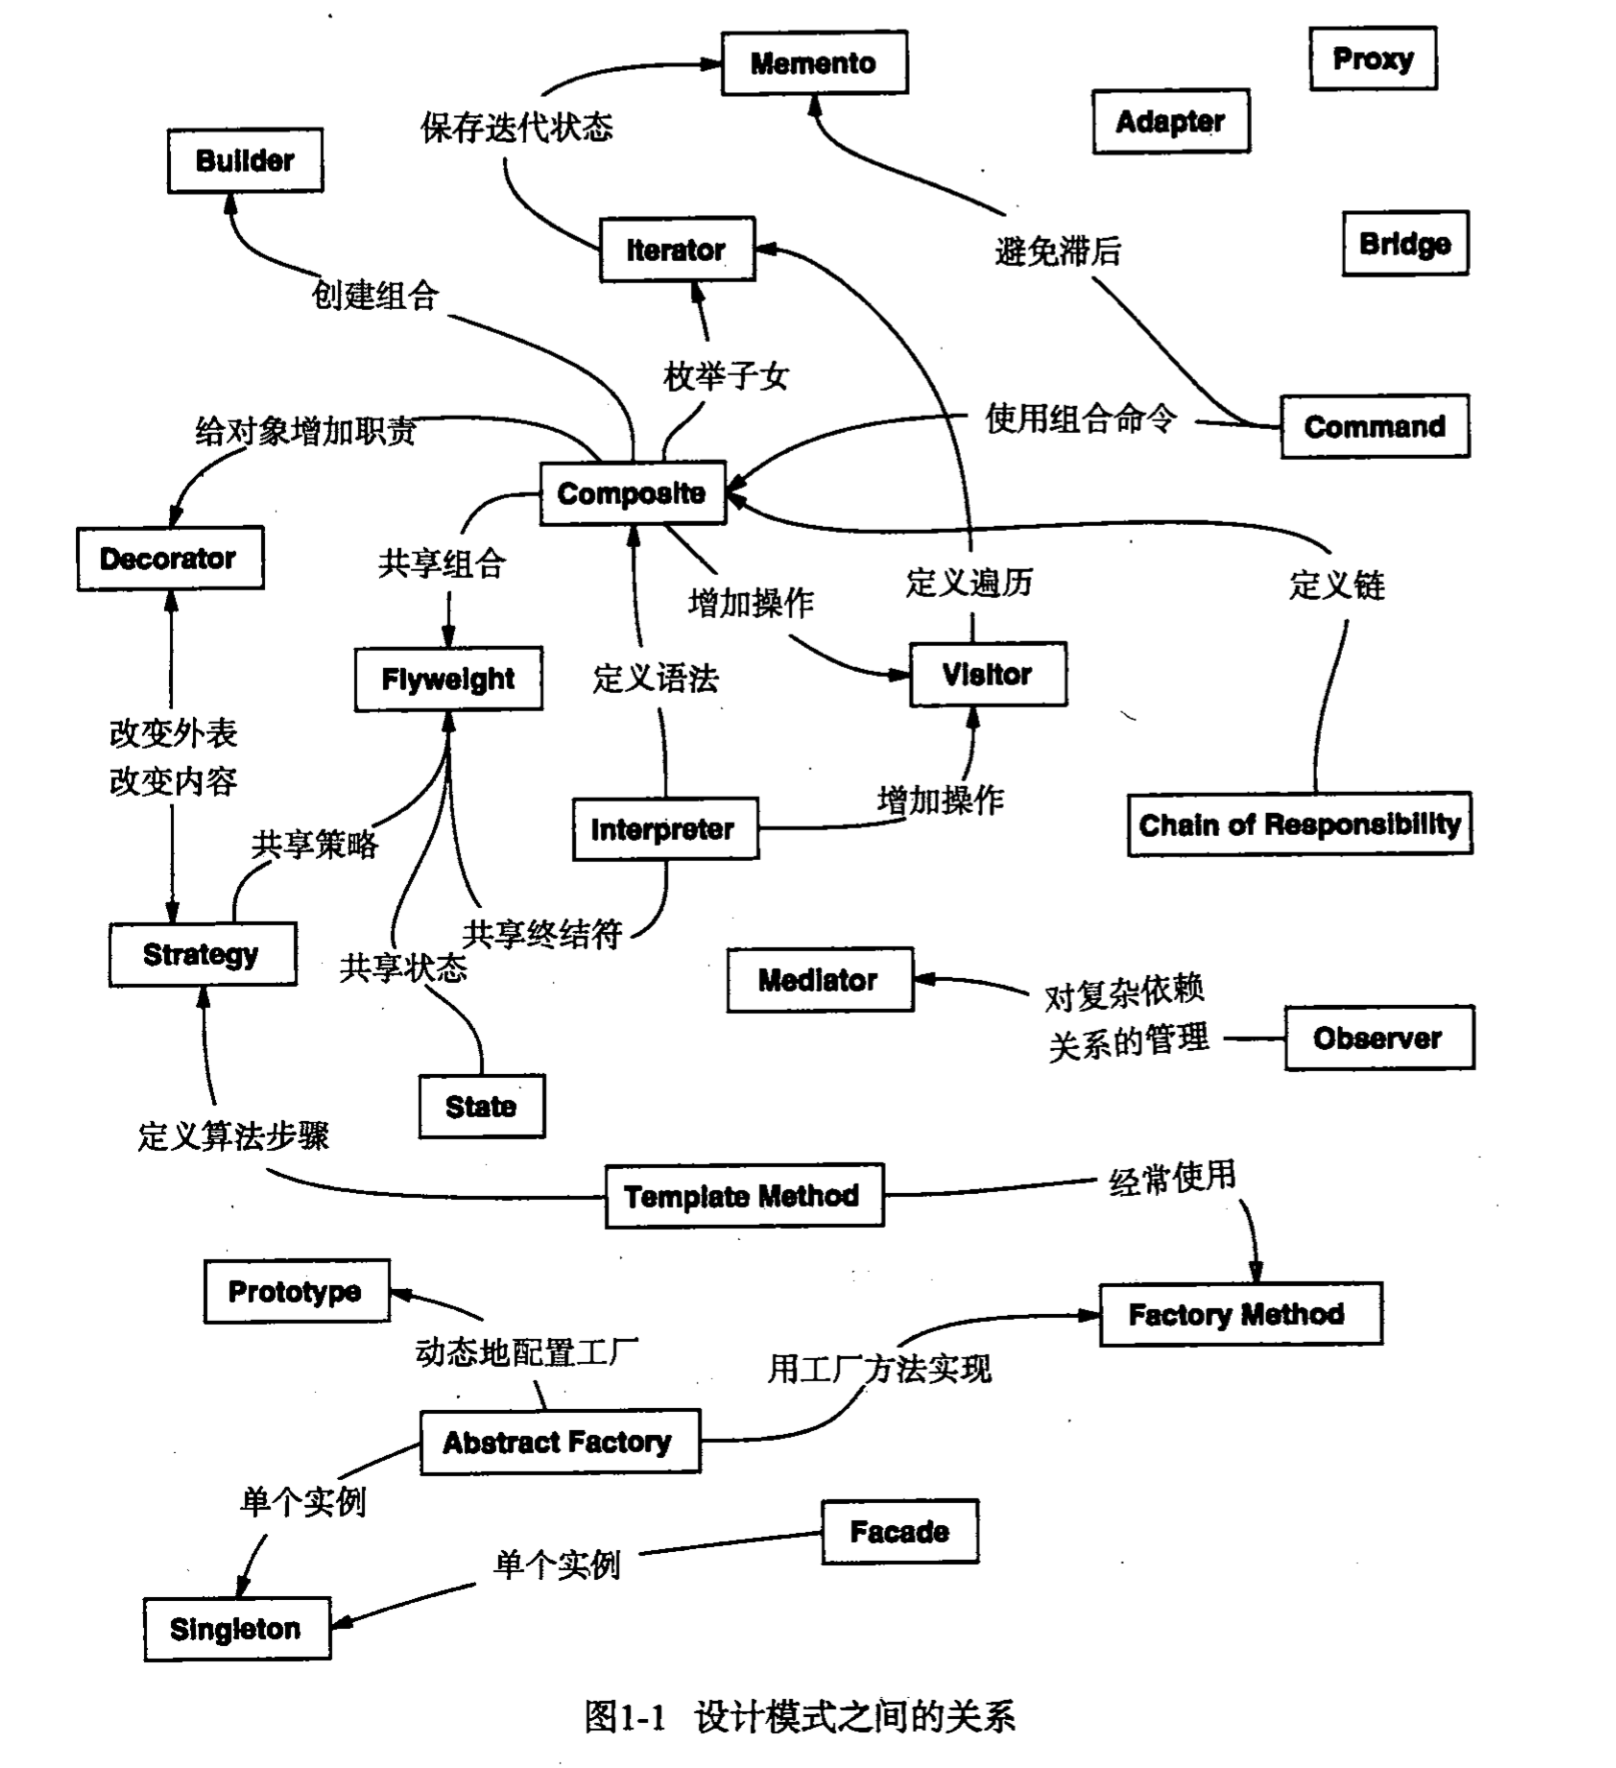 Memento
Proxy
Adapter
保存迭代状态
Builder
Iterator
避免滞后
Bridge
创建组合
枚举子女
给对象增加职责
使用组合命令
Command
Composite
Decorator
共享组合
增加操作
定义遍历
定义链
Flyweight
定义语法
Visitor
改变外表
改变内容
增加操作
共享策略
Interpreter
Chain of Responsibility
共享终结符
Strategy
共享状态
Mediator
对复杂依赖
关系的管理
Observer
State
定义算法步骤
Template Method
经常使用
Prototype
Factory Method
动态地配置工厂
用工厂方法实现
Abstract Factory
单个实例
Facade
单个实例
Singleton
图1-1 设计模式之间的关系